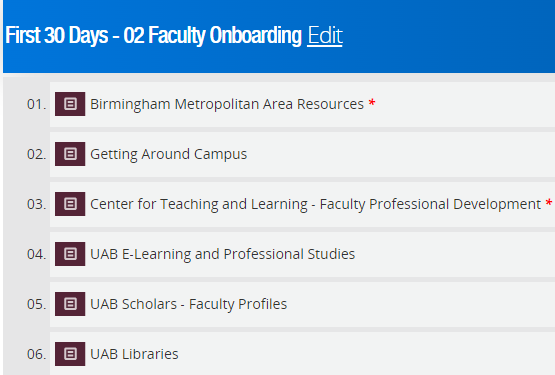 First 30 Days - 02 Faculty Onboarding Edit
01. Birmingham Metropolitan Area Resources *
02. Getting Around Campus
03. Center for Teaching and Learning - Faculty Professional Development *
04. UAB E-Learning and Professional Studies
05. UAB Scholars - Faculty Profiles
06. UAB Libraries